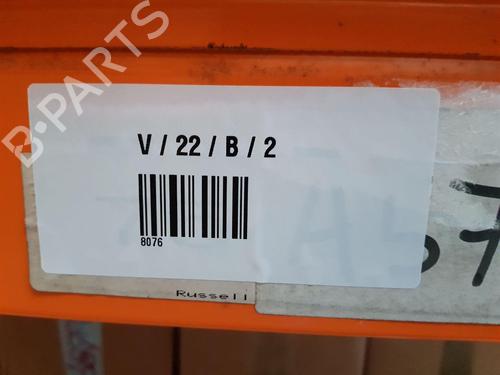 B-PARTS
V / 22 / B / 2
8076
Russell